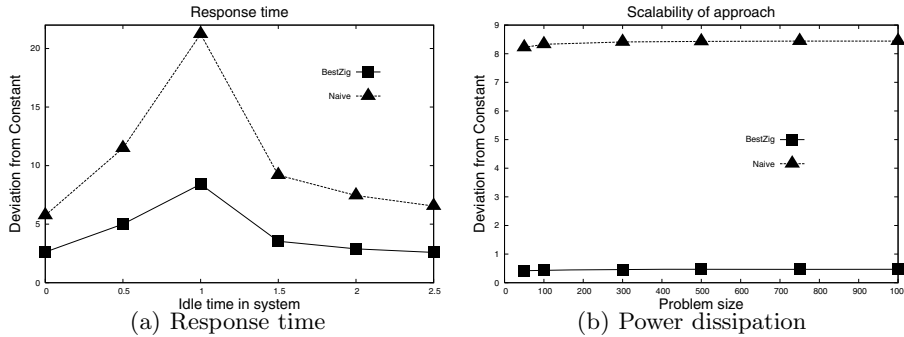 Response time
Deviation from Constant
20
15
10
5
0
BestZig
Naive
0 0.5 1 1.5 2 2.5
Idle time in system
(a) Response time
Scalability of approach
Deviation from Constant
9
8
7
6
5
4
3
2
1
0
BestZig
Naive
0 100 200 300 400 500 600 700 800 900 100
Problem size
(b) Power dissipation